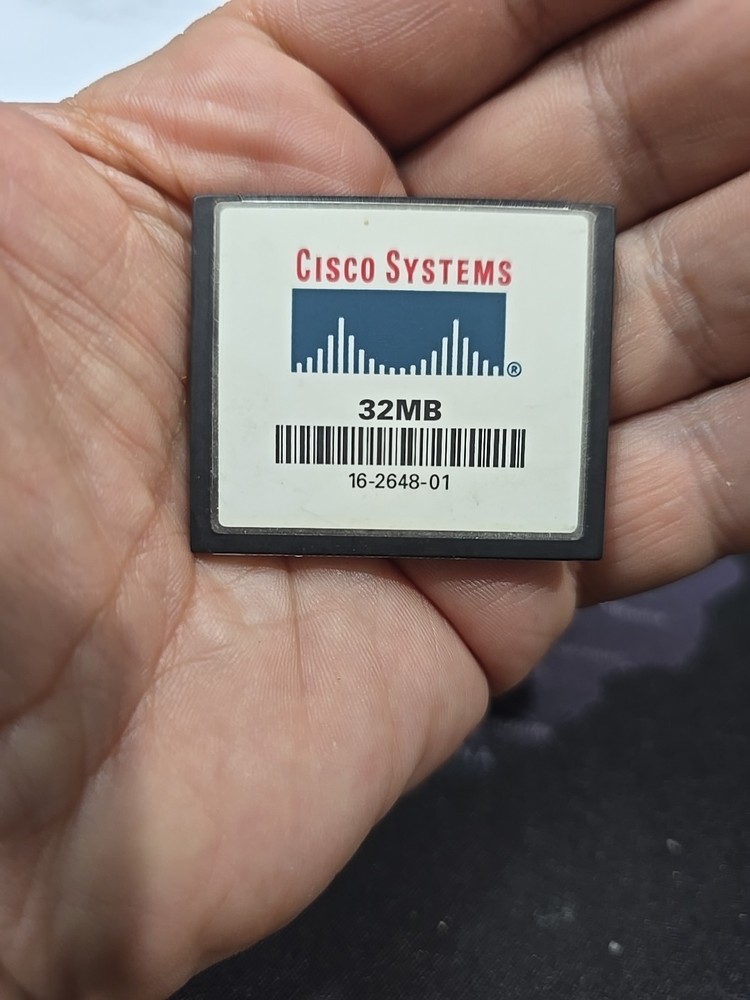 CISCO SYSTEMS
®
32MB
16-2648-01